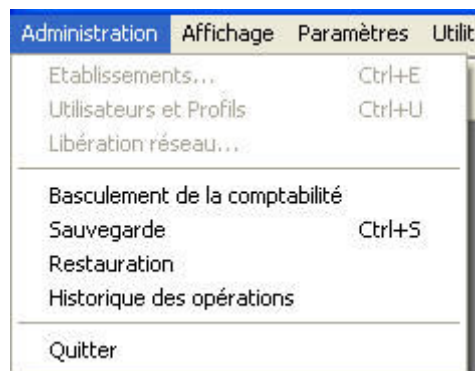 Administration Affichage Paramètres Utilit
Etablissements... Ctrl+E
Utilisateurs et Profils Ctrl+U
Libération réseau...
Basculement de la comptabilité
Sauvegarde Ctrl+S
Restauration
Historique des opérations
Quitter